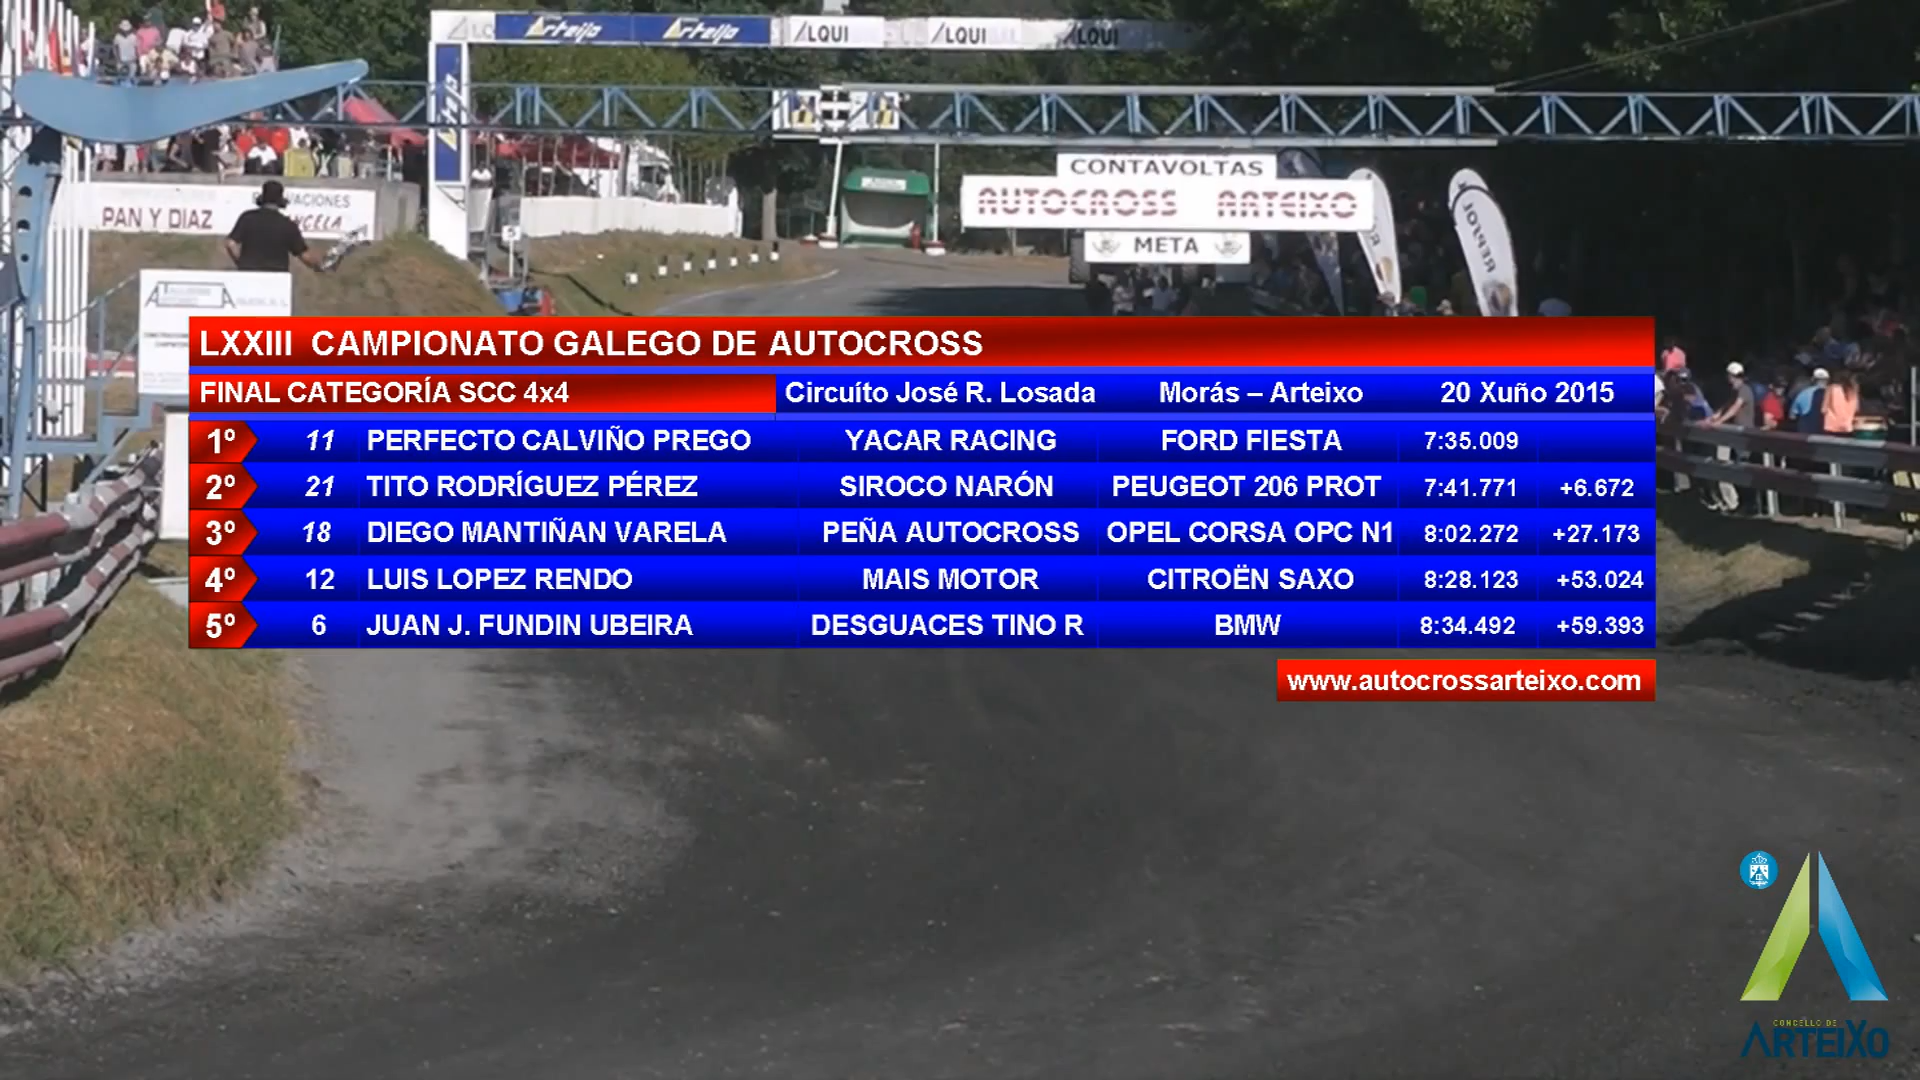 Arteijo Arteijo LQUI LQUI LQUI
CONTAVOLTAS
AUTOCROSS ARTEIXO
META
REPSOL
PAN Y DIAZ
LXXIII CAMPIONATO GALEGO DE AUTOCROSS
FINAL CATEGORÍA SCC 4x4 Circuíto José R. Losada Morás – Arteixo 20 Xuño 2015
1º 11 PERFECTO CALVIÑO PREGO YACAR RACING FORD FIESTA 7:35.009
2º 21 TITO RODRÍGUEZ PÉREZ SIROCO NARÓN PEUGEOT 206 PROT 7:41.771 +6.672
3º 18 DIEGO MANTIÑAN VARELA PEÑA AUTOCROSS OPEL CORSA OPC N1 8:02.272 +27.173
4º 12 LUIS LOPEZ RENDO MAIS MOTOR CITROËN SAXO 8:28.123 +53.024
5º 6 JUAN J. FUNDIN UBEIRA DESGUACES TINO R BMW 8:34.492 +59.393
www.autocrossarteixo.com
CONCELLO DE
ARTEIXO